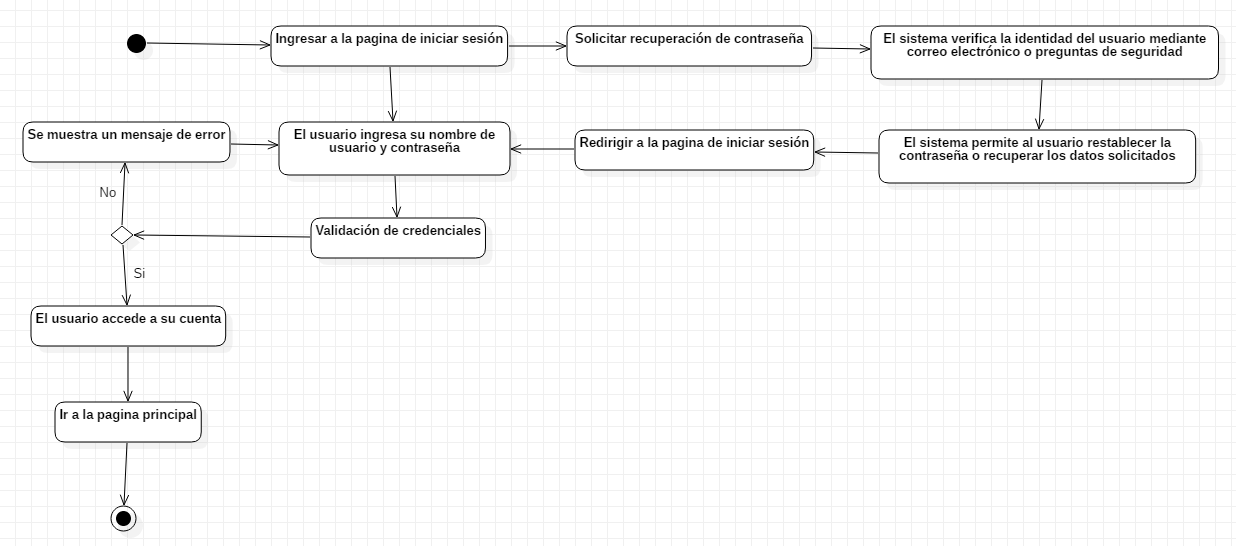 Ingresar a la pagina de iniciar sesión
Solicitar recuperación de contraseña
El sistema verifica la identidad del usuario mediante
correo electrónico o preguntas de seguridad
Se muestra un mensaje de error
El usuario ingresa su nombre de
usuario y contraseña
Redirigir a la pagina de iniciar sesión
El sistema permite al usuario restablecer la
contraseña o recuperar los datos solicitados
No
Validación de credenciales
Si
El usuario accede a su cuenta
Ir a la pagina principal